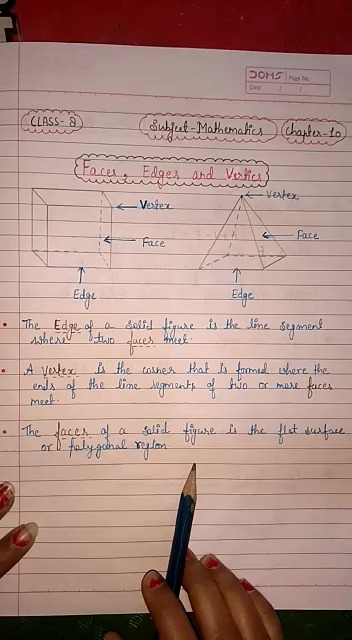 DOMS Page No.
Date / /
CLASS-8
Subject-Mathematics
Chapter-10
Faces, Edges and Vertics
Vertex
Face
Edge
Vertex
Face
Edge
• The Edge of a solid figure is the line segment
where two faces meet.
• A vertex is the corner that is formed where the
ends of the line segments of two or more faces
meet.
• The faces of a solid figure is the flat surface
or polygonal region.